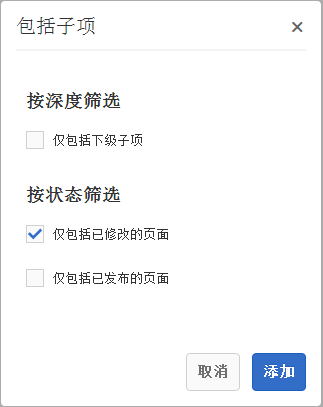 包括子项
按深度筛选
仅包括下级子项
按状态筛选
仅包括已修改的页面
仅包括已发布的页面
取消 添加